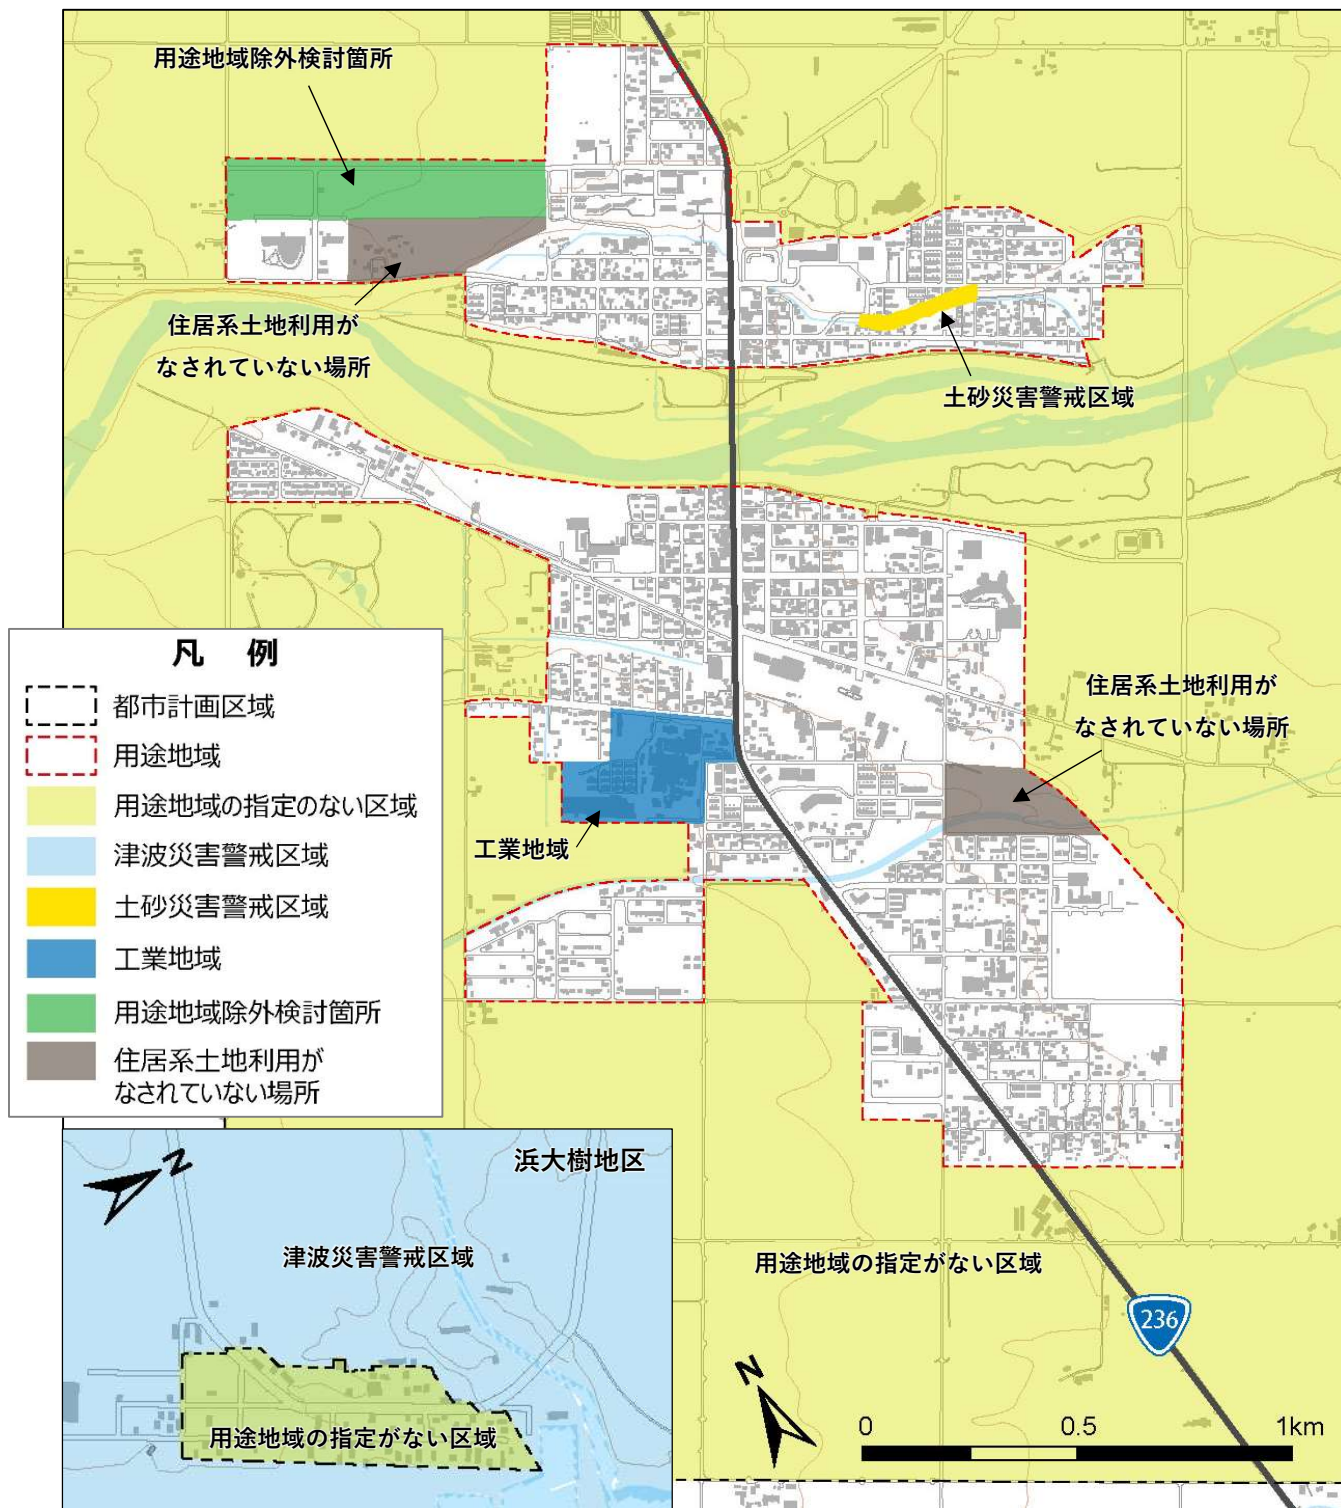 用途地域除外検討箇所
住居系土地利用が
なされていない場所
土砂災害警戒区域
凡 例
都市計画区域
用途地域
用途地域の指定のない区域
津波災害警戒区域
土砂災害警戒区域
工業地域
用途地域除外検討箇所
住居系土地利用が
なされていない場所
住居系土地利用が
なされていない場所
工業地域
浜大樹地区
N
津波災害警戒区域
用途地域の指定がない区域
用途地域の指定がない区域
236
N
0 0.5 1km